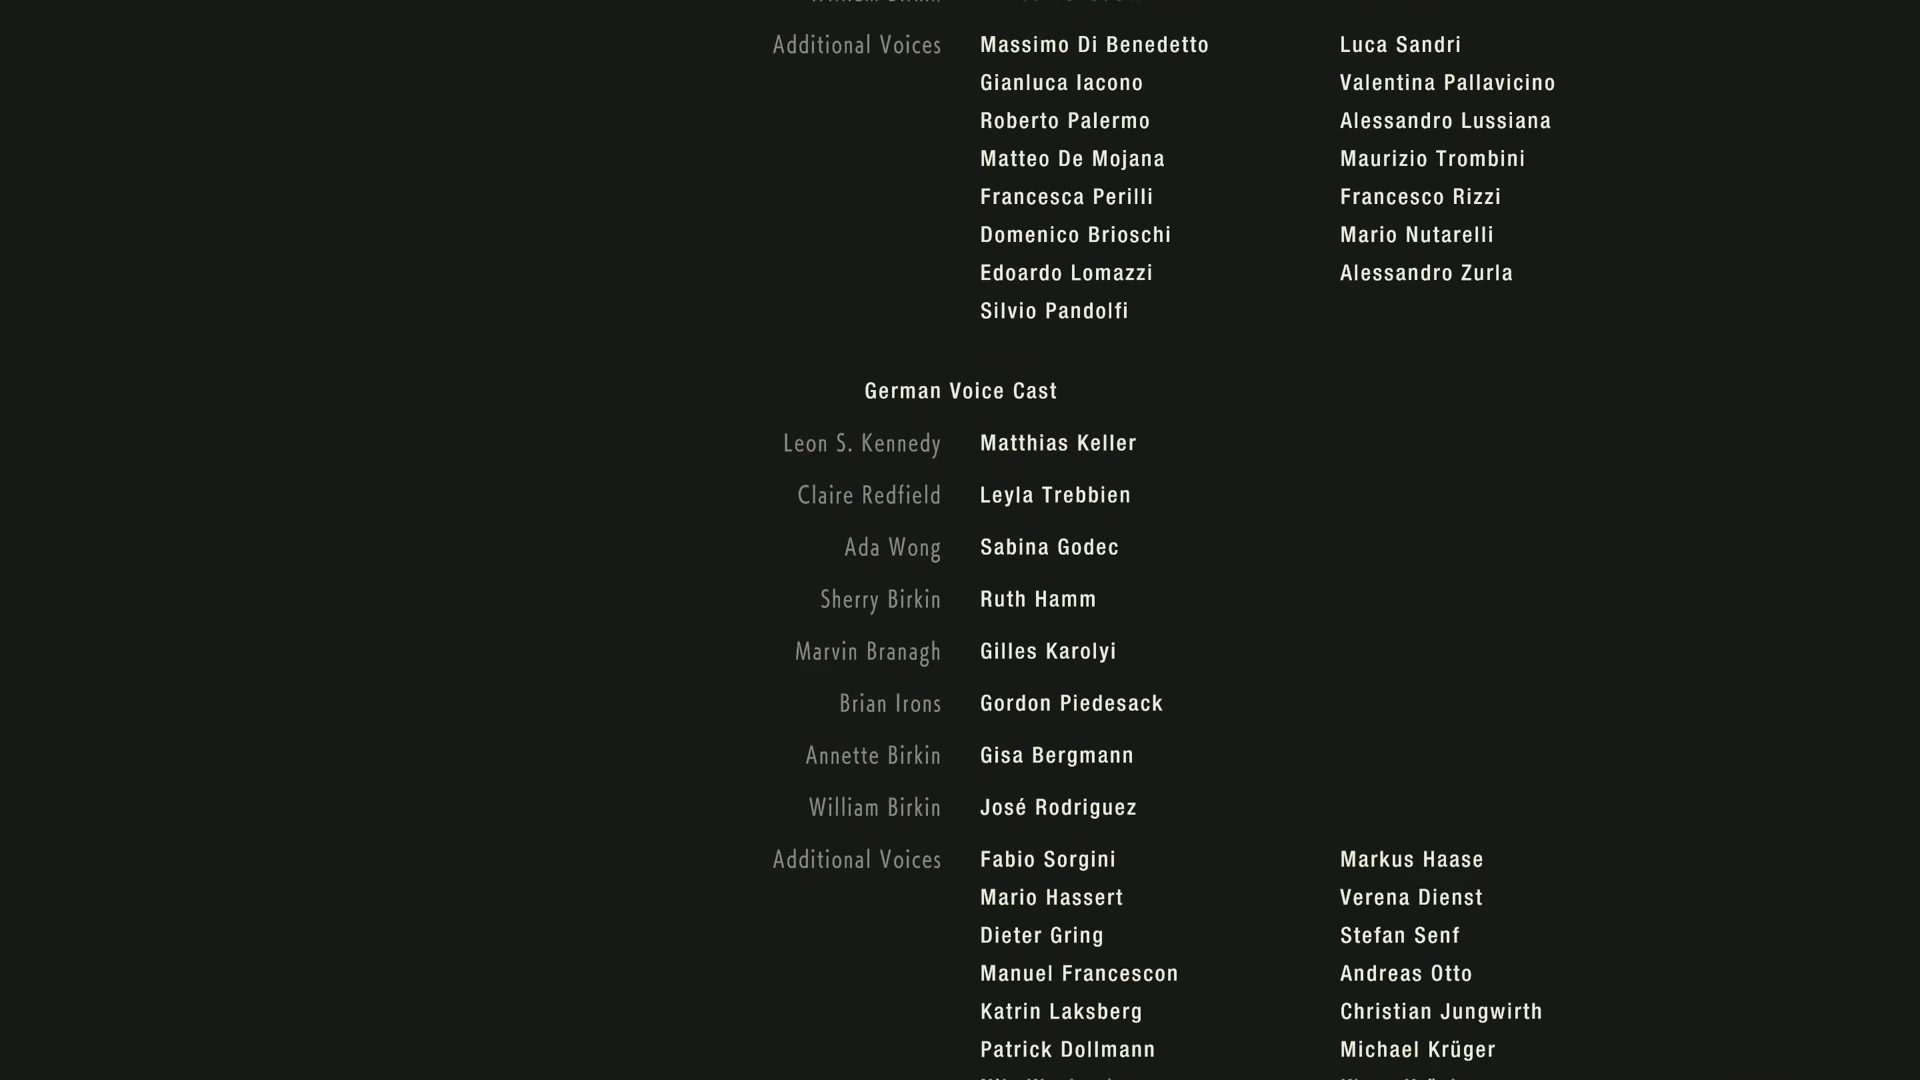 Additional Voices Massimo Di Benedetto Luca Sandri
Gianluca Iacono Valentina Pallavicino
Roberto Palermo Alessandro Lussiana
Matteo De Mojana Maurizio Trombini
Francesca Perilli Francesco Rizzi
Domenico Brioschi Mario Nutarelli
Edoardo Lomazzi Alessandro Zurla
Silvio Pandolfi
German Voice Cast
Leon S. Kennedy Matthias Keller
Claire Redfield Leyla Trebbien
Ada Wong Sabina Godec
Sherry Birkin Ruth Hamm
Marvin Branagh Gilles Karolyi
Brian Irons Gordon Piedesack
Annette Birkin Gisa Bergmann
William Birkin José Rodriguez
Additional Voices Fabio Sorgini Markus Haase
Mario Hassert Verena Dienst
Dieter Gring Stefan Senf
Manuel Francescon Andreas Otto
Katrin Laksberg Christian Jungwirth
Patrick Dollmann Michael Krüger